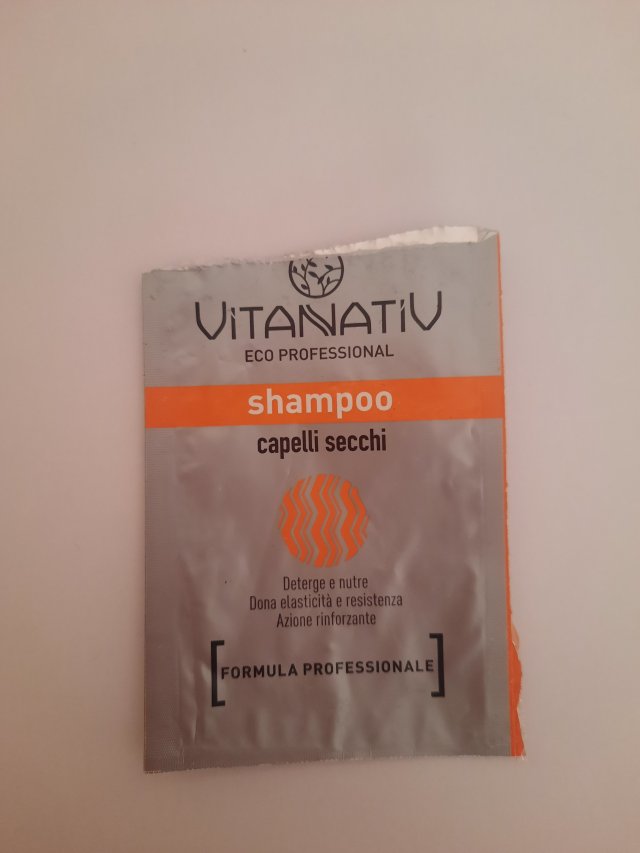 VITANATIV
ECO PROFESSIONAL
shampoo
capelli secchi
Deterge e nutre
Dona elasticità e resistenza
Azione rinforzante
[FORMULA PROFESSIONALE]